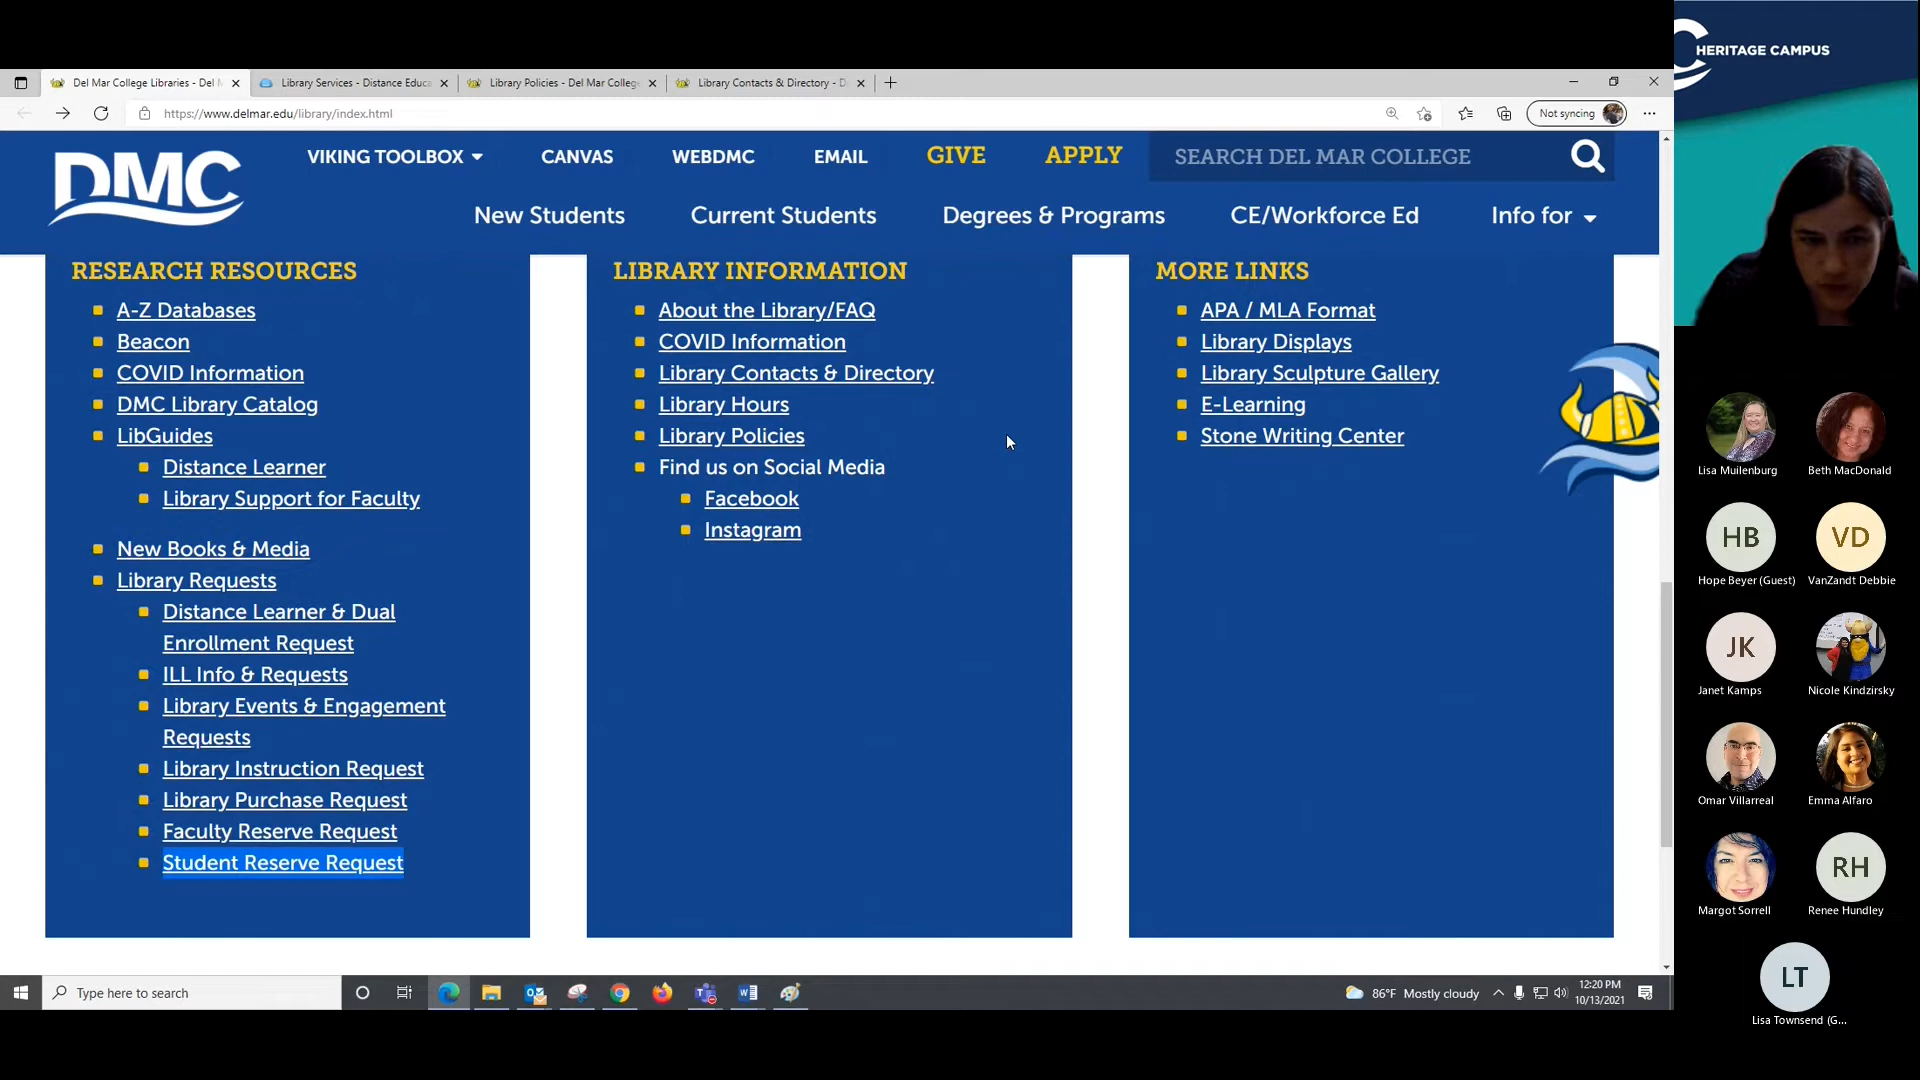 HERITAGE CAMPUS
Del Mar College Libraries - Del M
Library Services - Distance Educa
Library Policies - Del Mar College
Library Contacts & Directory - D
https://www.delmar.edu/library/index.html
Not syncing
DMC
VIKING TOOLBOX
CANVAS
WEBDMC
EMAIL
GIVE
APPLY
SEARCH DEL MAR COLLEGE
New Students
Current Students
Degrees & Programs
CE/Workforce Ed
Info for
RESEARCH RESOURCES
A-Z Databases
Beacon
COVID Information
DMC Library Catalog
LibGuides
Distance Learner
Library Support for Faculty
New Books & Media
Library Requests
Distance Learner & Dual
Enrollment Request
ILL Info & Requests
Library Events & Engagement
Requests
Library Instruction Request
Library Purchase Request
Faculty Reserve Request
Student Reserve Request
LIBRARY INFORMATION
About the Library/FAQ
COVID Information
Library Contacts & Directory
Library Hours
Library Policies
Find us on Social Media
Facebook
Instagram
MORE LINKS
APA / MLA Format
Library Displays
Library Sculpture Gallery
E-Learning
Stone Writing Center
Lisa Muilenburg
Beth MacDonald
HB
VD
Hope Beyer (Guest)
VanZandt Debbie
JK
Janet Kamps
Nicole Kindzirsky
Omar Villarreal
Emma Alfaro
RH
Margot Sorrell
Renee Hundley
LT
Lisa Townsend (G...
Type here to search
86°F Mostly cloudy
12:20 PM
10/13/2021